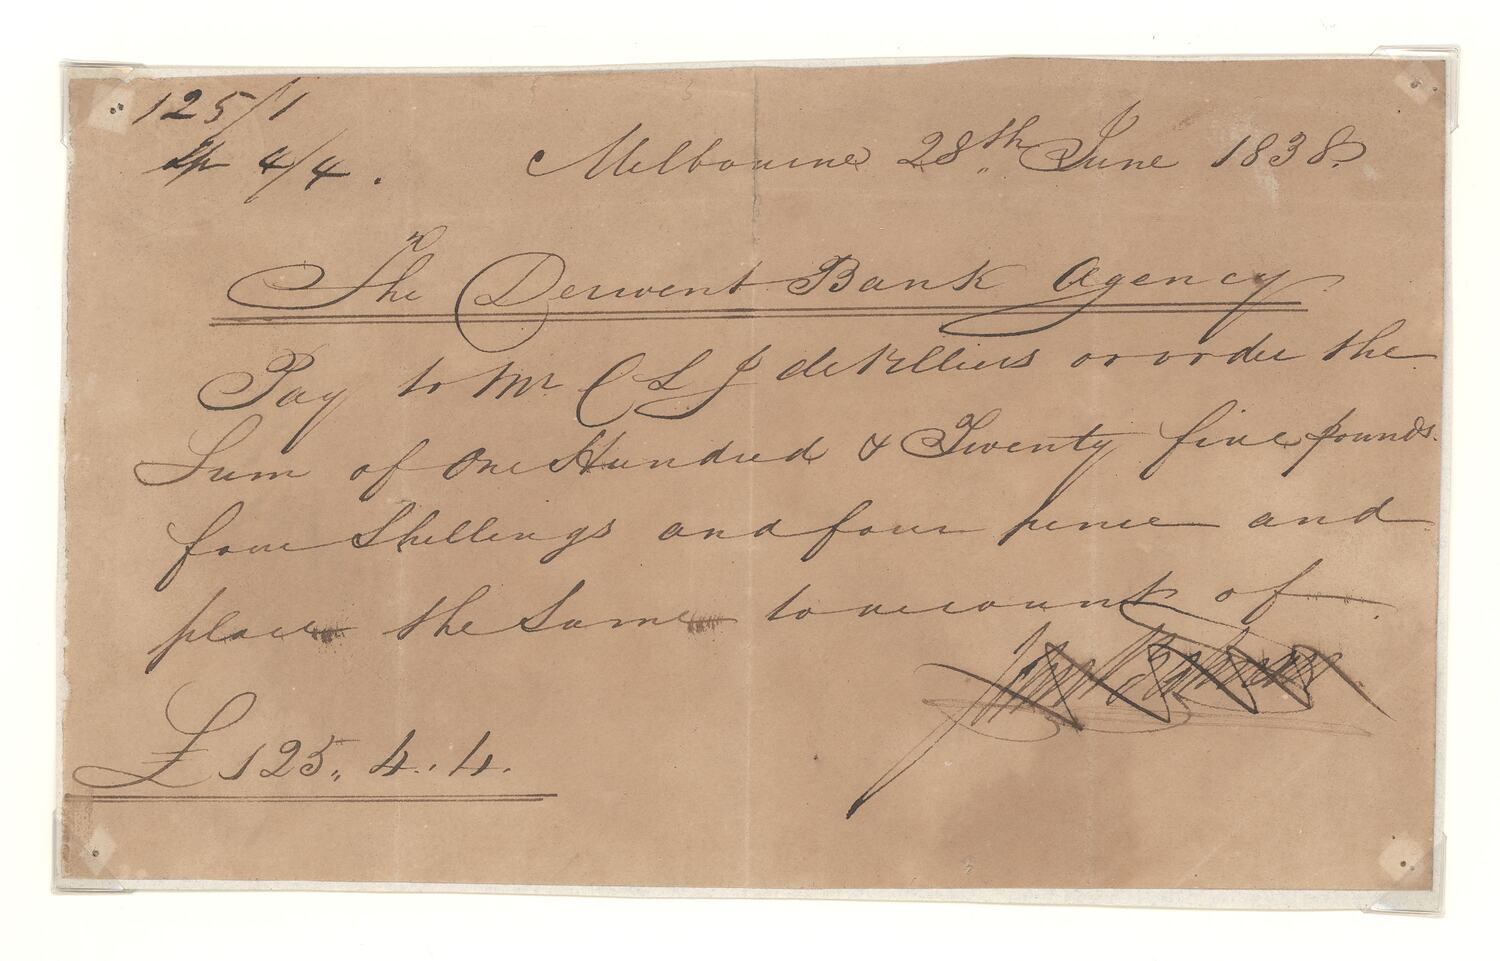 125/1
4/4.
Melbourne 28th June 1838.
The Derwent Bank Agency
Pay to Mr C L J de Villiers or order the
Sum of One Hundred & Twenty five pounds.
four Shillings and four pence and
place the Same to account of
£125,, 4.. 4.